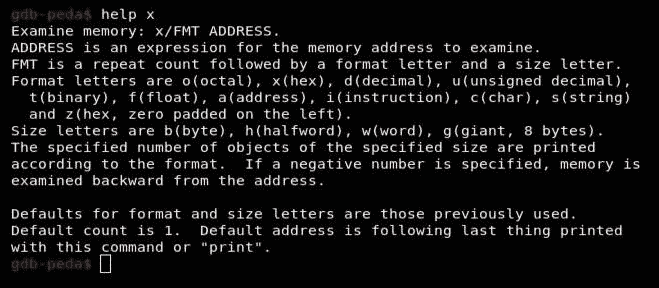 gdb-peda$ help x
Examine memory: x/FMT ADDRESS.
ADDRESS is an expression for the memory address to examine.
FMT is a repeat count followed by a format letter and a size letter.
Format letters are o(octal), x(hex), d(decimal), u(unsigned decimal),
  t(binary), f(float), a(address), i(instruction), c(char), s(string)
  and z(hex, zero padded on the left).
Size letters are b(byte), h(halfword), w(word), g(giant, 8 bytes).
The specified number of objects of the specified size are printed
according to the format.  If a negative number is specified, memory is
examined backward from the address.

Defaults for format and size letters are those previously used.
Default count is 1.  Default address is following last thing printed
with this command or "print".
gdb-peda$